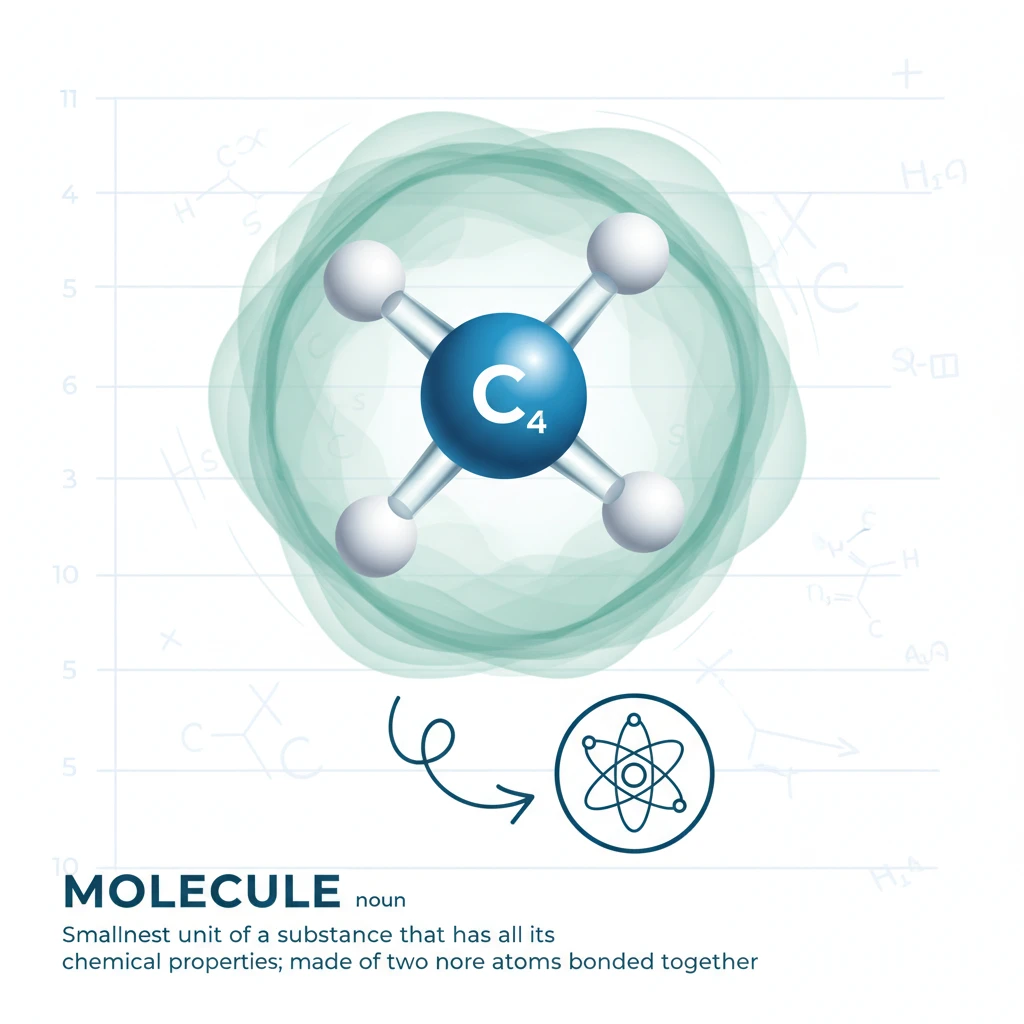 11
4
5
6
3
10
5
5
10
C
H
S
C
C
S
C
S
C
H
C
C
C
C₄
MOLECULE noun
Smallnest unit of a substance that has all its
chemical properties; made of two nore atoms bonded together